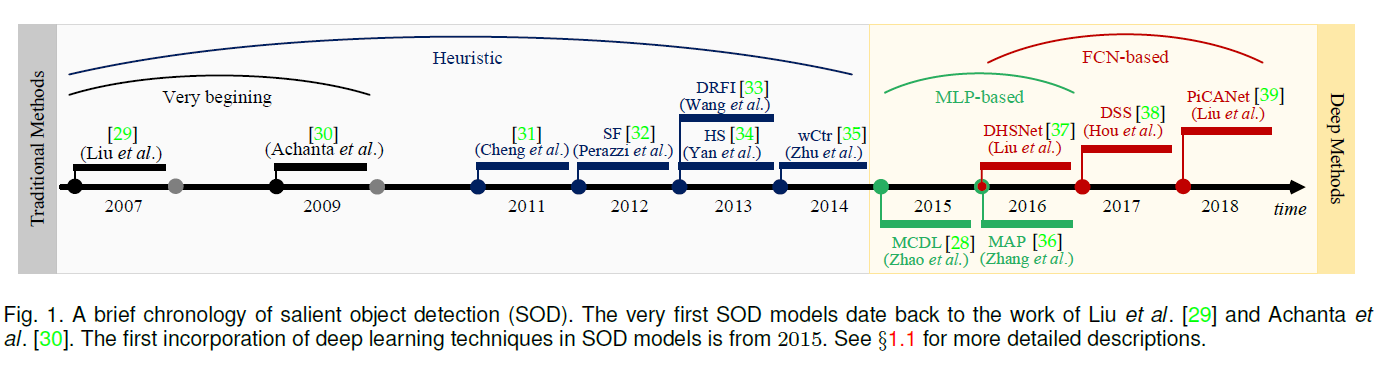 Traditional Methods
Heuristic
Very begining
[29]
(Liu et al.)
[30]
(Achanta et al.)
[31]
(Cheng et al.)
SF [32]
(Perazzi et al.)
DRFI [33]
(Wang et al.)
HS [34]
(Yan et al.)
wCtr [35]
(Zhu et al.)
FCN-based
MLP-based
DHSNet [37]
(Liu et al.)
DSS [38]
(Hou et al.)
PiCANet [39]
(Liu et al.)
2007
2009
2011
2012
2013
2014
2015
2016
2017
2018
time
MCDL [28]
(Zhao et al.)
MAP [36]
(Zhang et al.)
Deep Methods
Fig. 1. A brief chronology of salient object detection (SOD). The very first SOD models date back to the work of Liu et al. [29] and Achanta et
al. [30]. The first incorporation of deep learning techniques in SOD models is from 2015. See §1.1 for more detailed descriptions.